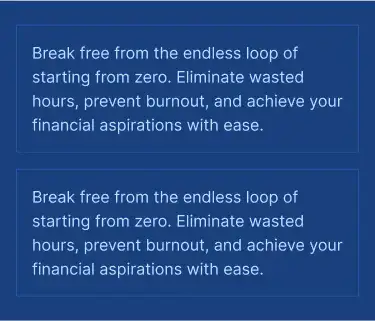 Break free from the endless loop of
starting from zero. Eliminate wasted
hours, prevent burnout, and achieve your
financial aspirations with ease.
Break free from the endless loop of
starting from zero. Eliminate wasted
hours, prevent burnout, and achieve your
financial aspirations with ease.